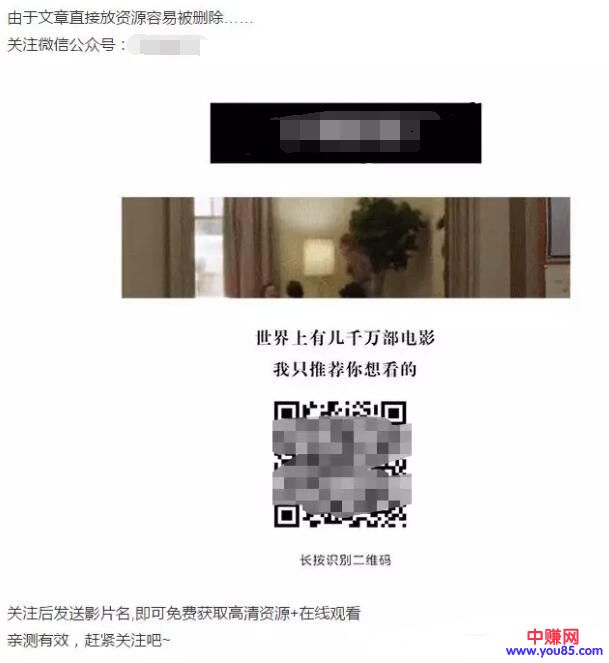 由于文章直接放资源容易被删除……
关注微信公众号：
世界上有几千万部电影
我只推荐你想看的
长按识别二维码
关注后发送影片名,即可免费获取高清资源+在线观看
亲测有效，赶紧关注吧~
中赚网
www.you85.com